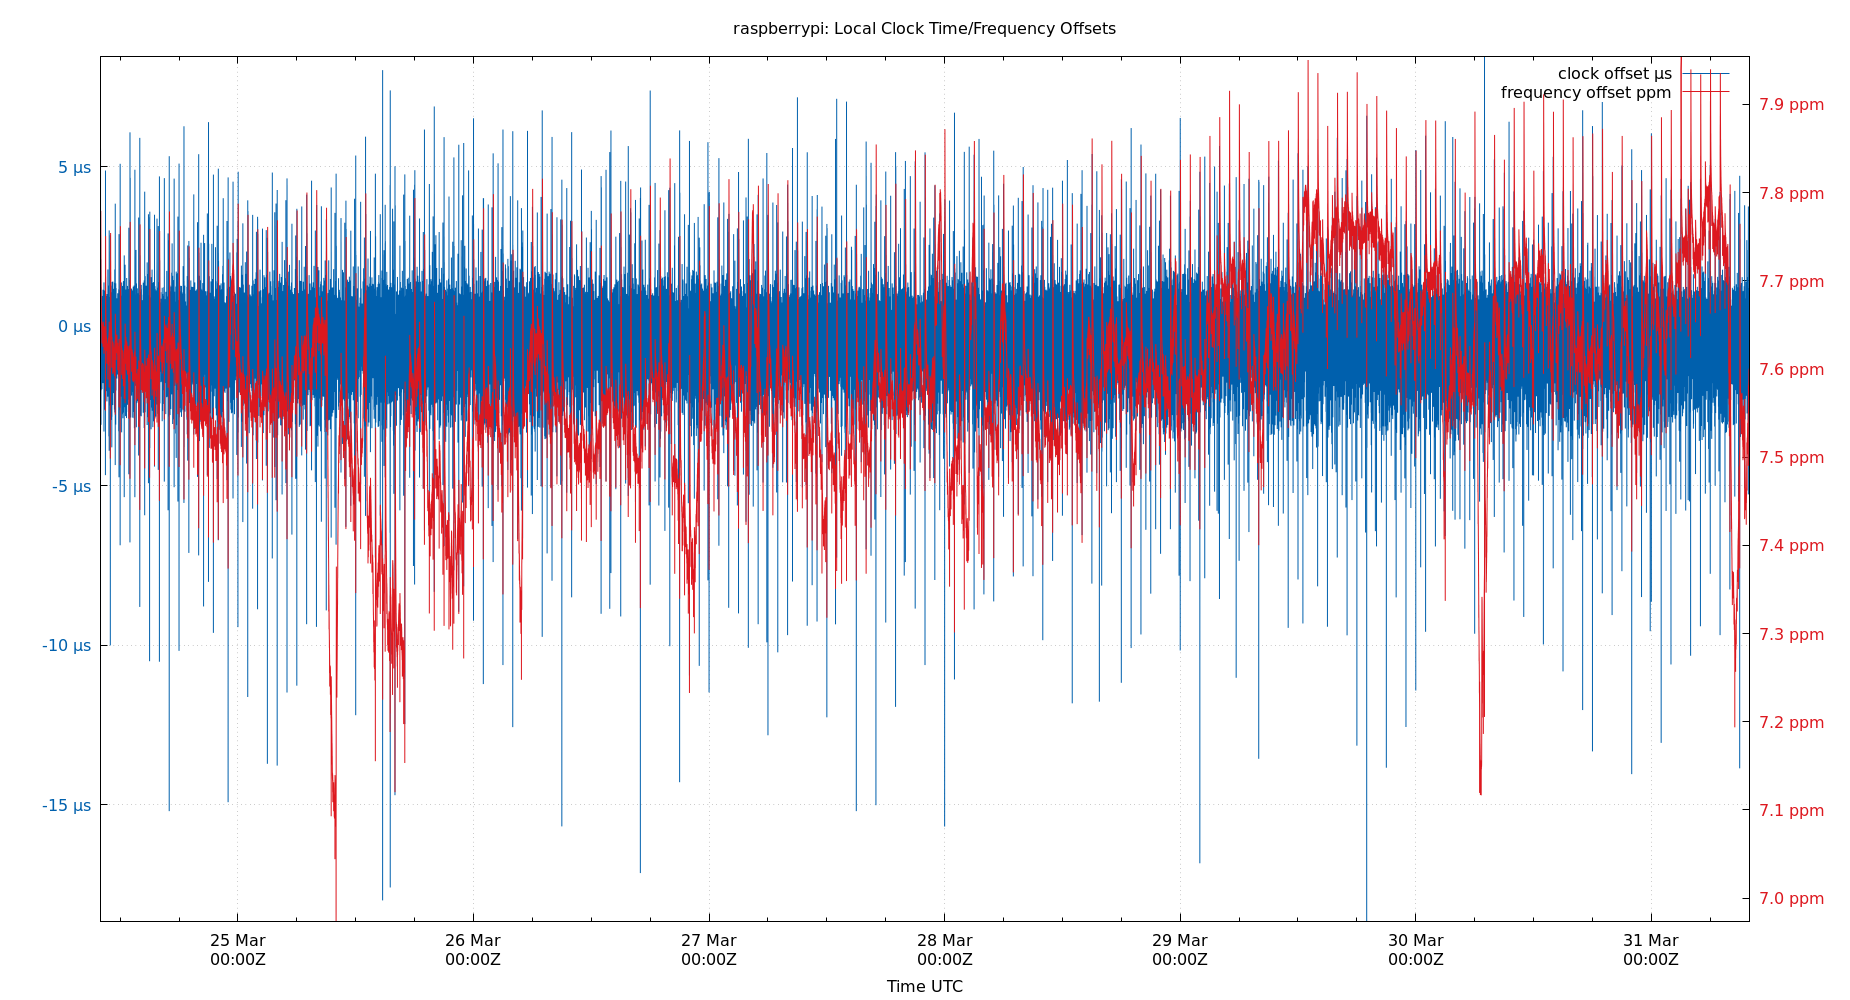 raspberrypi: Local Clock Time/Frequency Offsets
clock offset μs
frequency offset ppm
5 μs
0 μs
-5 μs
-10 μs
-15 μs
7.9 ppm
7.8 ppm
7.7 ppm
7.6 ppm
7.5 ppm
7.4 ppm
7.3 ppm
7.2 ppm
7.1 ppm
7.0 ppm
25 Mar
00:00Z
26 Mar
00:00Z
27 Mar
00:00Z
28 Mar
00:00Z
29 Mar
00:00Z
30 Mar
00:00Z
31 Mar
00:00Z
Time UTC